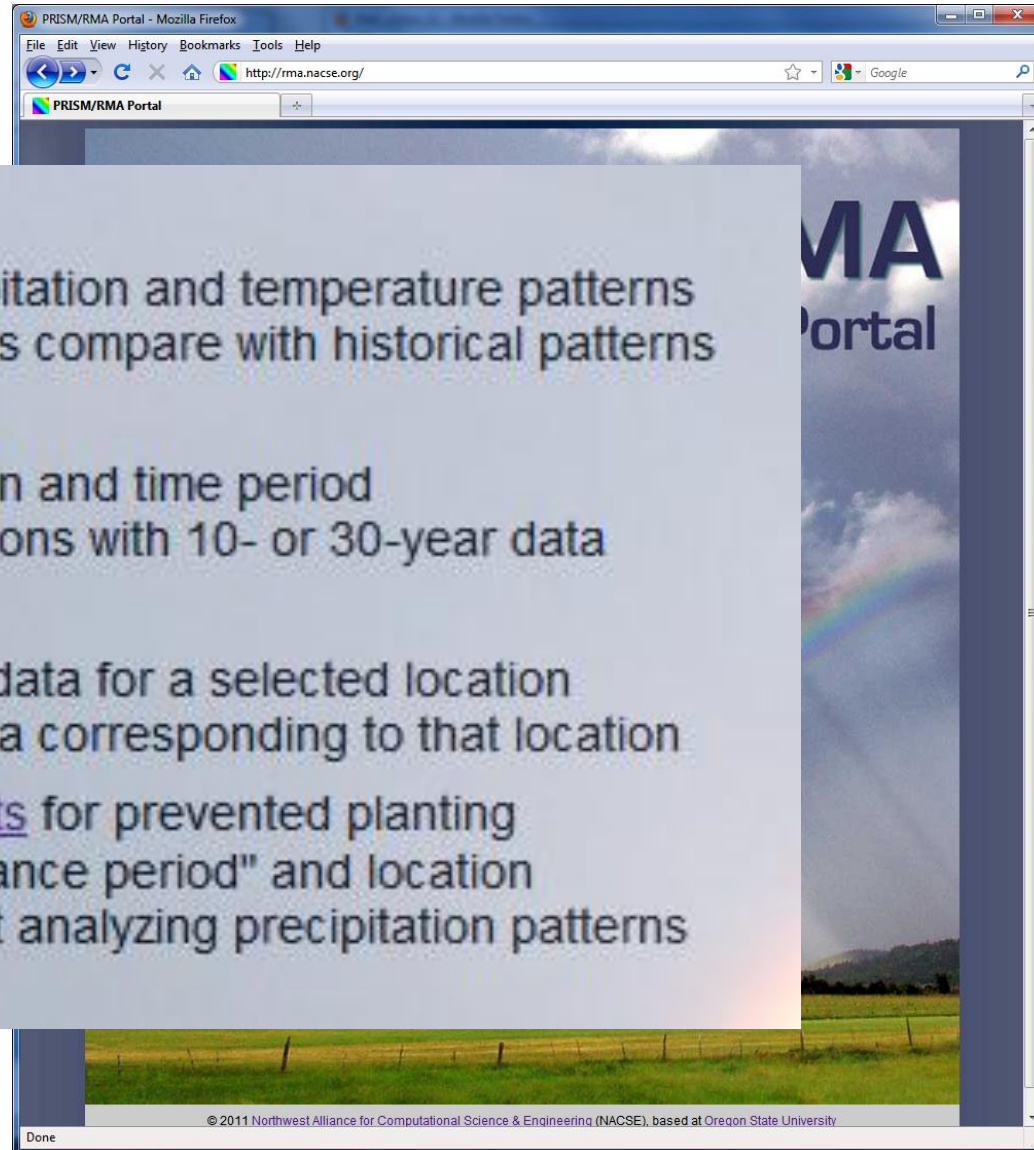 PRISM/RMA Portal - Mozilla Firefox
File Edit View History Bookmarks Tools Help
http://rma.nacse.org/
Google
PRISM/RMA Portal
MA
Portal
itation and temperature patterns
s compare with historical patterns
n and time period
ons with 10- or 30-year data
data for a selected location
a corresponding to that location
ts for prevented planting
ance period" and location
t analyzing precipitation patterns
© 2011 Northwest Alliance for Computational Science & Engineering (NACSE), based at Oregon State University
Done